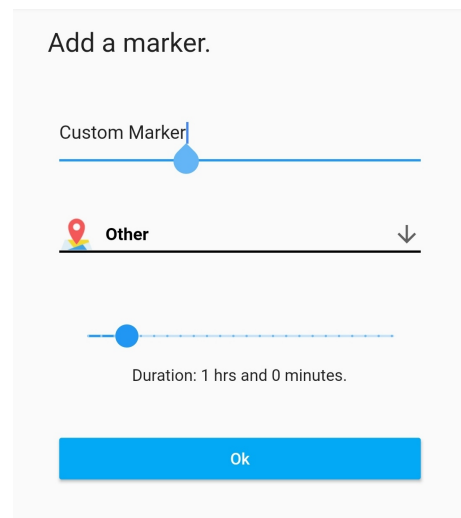 Add a marker.
Custom Marker
Other
Duration: 1 hrs and 0 minutes.
Ok